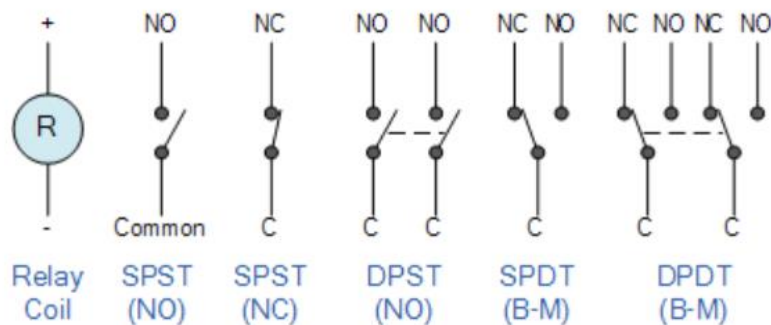 + NO NC NO NO NC NO NC NO NC NO
R
- Common C C C C C C
Relay SPST SPST DPST SPDT DPDT
Coil (NO) (NC) (NO) (B-M) (B-M)